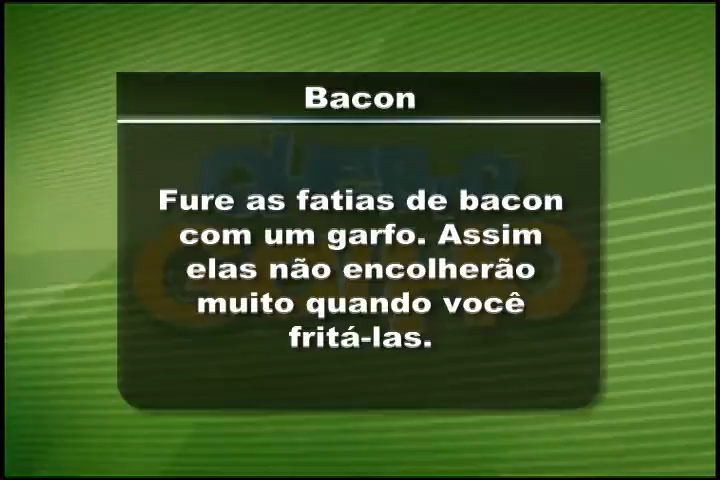 Bacon
Fure as fatias de bacon
com um garfo. Assim
elas não encolherão
muito quando você
fritá-las.